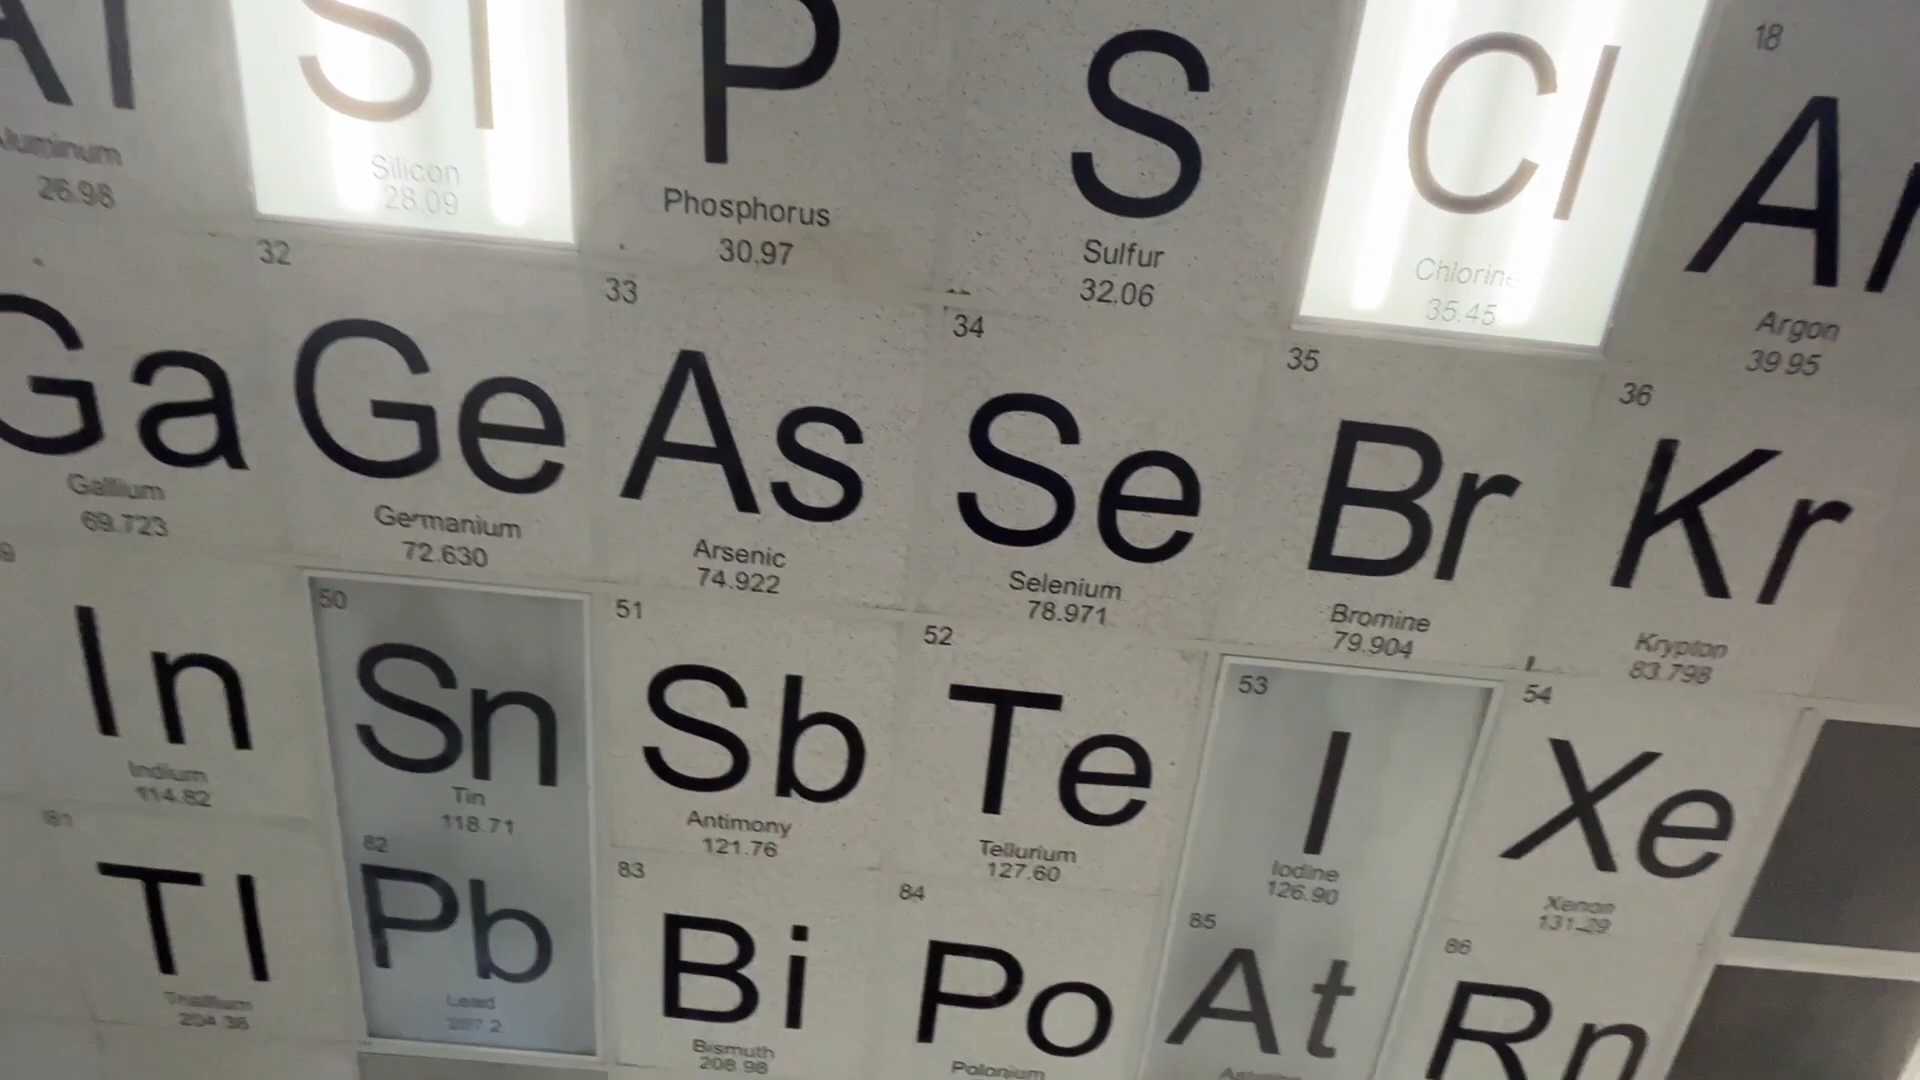 Al
Aluminum
26.98
Si
Silicon
28.09
P
Phosphorus
30.97
S
Sulfur
32.06
Cl
Chlorine
35.45
18
Ar
Argon
39.95
Ga
Gallium
69.723
32
Ge
Germanium
72.630
33
As
Arsenic
74.922
34
Se
Selenium
78.971
35
Br
Bromine
79.904
36
Kr
Krypton
83.798
In
Indium
114.82
50
Sn
Tin
118.71
51
Sb
Antimony
121.76
52
Te
Tellurium
127.60
53
I
Iodine
126.90
54
Xe
Xenon
131.29
81
Tl
Thallium
82
Pb
Lead
207.2
83
Bi
Bismuth
208.98
84
Po
Polonium
85
At
86
Rn